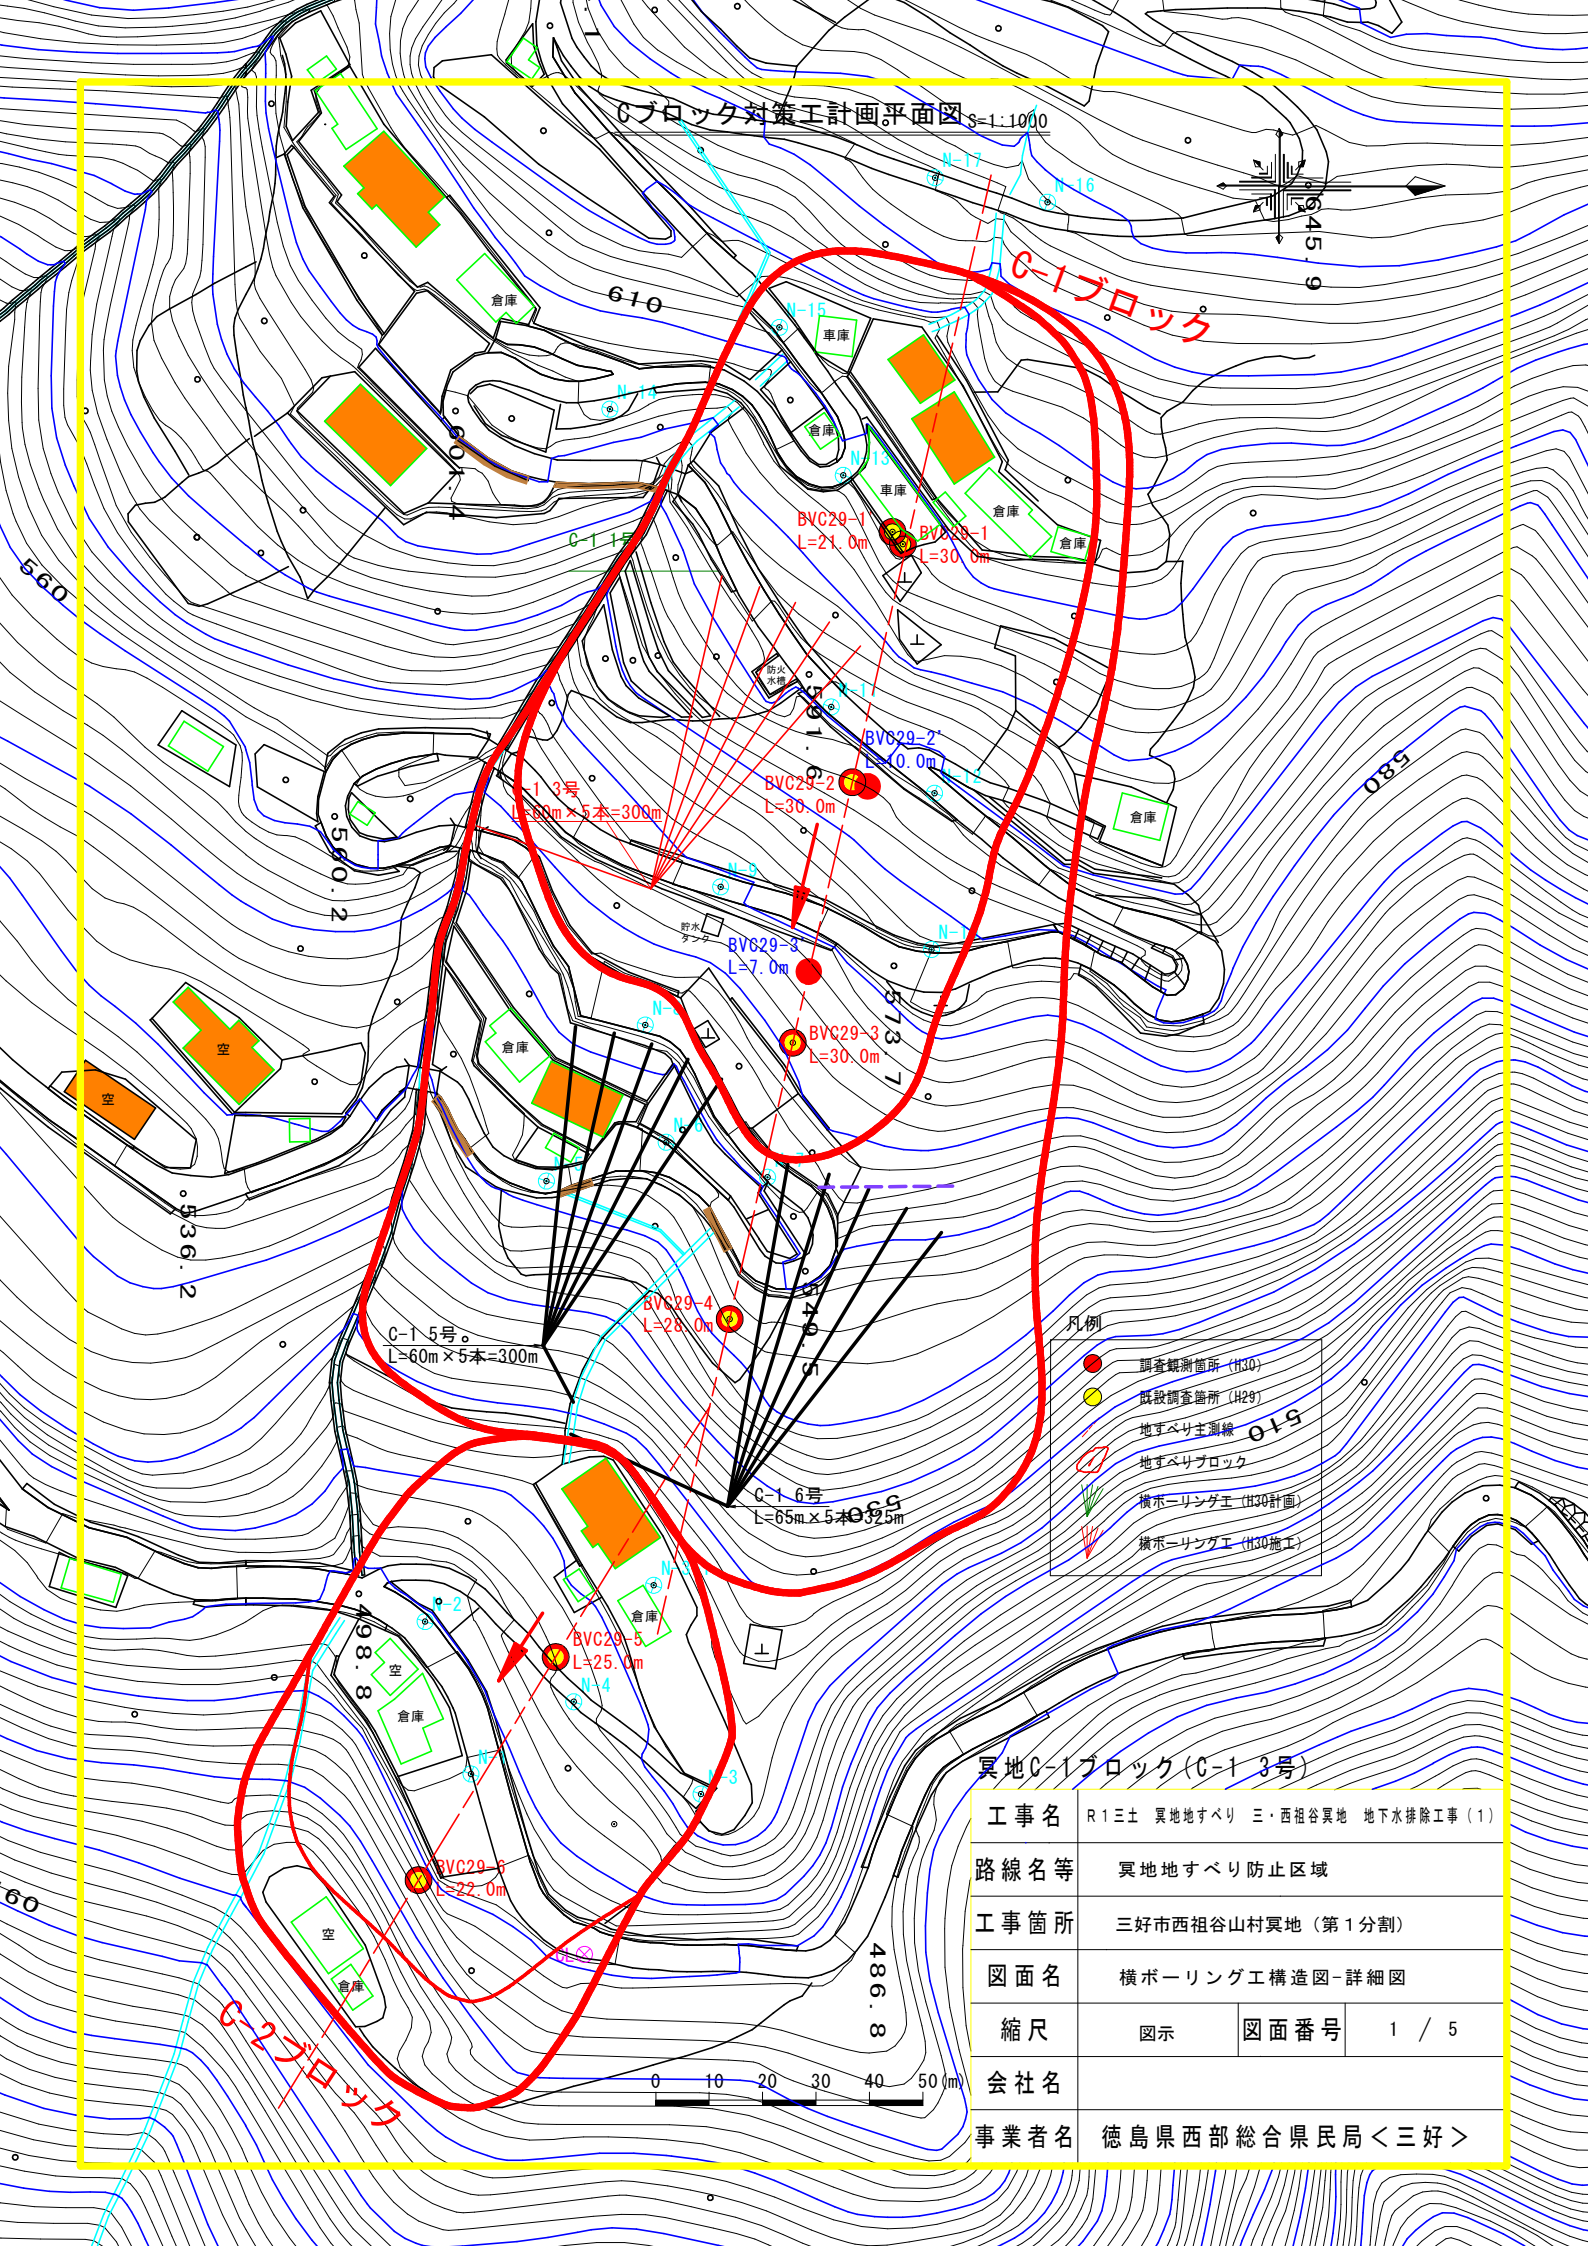 Cブロック対策工計画平面図 S=1:1000
N-17
N-16
645.9
C-1ブロック
610
倉庫
N-15
車庫
N-14
倉庫
601.4
N-13
車庫
倉庫
倉庫
BVC29-1'
L=21.0m
BVC29-1
L=30.0m
C-1 1号
560
防火
水槽
591.6
BVC29-2'
L=10.0m
BVC29-2
L=30.0m
N-12
580
倉庫
3号
L=60m×5本=300m
560.2
N-9
貯水
タンク
BVC29-3'
L=7.0m
573.7
BVC29-3
L=30.0m
倉庫
空
空
N-6
536.2
549.5
BVC29-4
L=28.0m
C-1 5号
L=60m×5本=300m
凡例
調査観測箇所（H30）
既設調査箇所（H29）
地すべり主測線
地すべりブロック
横ボーリング工（H30計画）
横ボーリング工（H30施工）
510
C-1 6号
L=65m×5本=325m
530
N-2
倉庫
BVC29-5
L=25.0m
N-4
498.8
空
倉庫
N-3
BVC29-6
L=22.0m
空
倉庫
CL
486.8
C-2ブロック
0 10 20 30 40 50(m)
冥地C-1ブロック(C-1 3号)
工事名 R1三土 冥地地すべり 三・西祖谷冥地 地下水排除工事（1）
路線名等 冥地地すべり防止区域
工事箇所 三好市西祖谷山村冥地（第1分割）
図面名 横ボーリング工構造図-詳細図
縮尺 図示 図面番号 1 / 5
会社名
事業者名 徳島県西部総合県民局＜三好＞